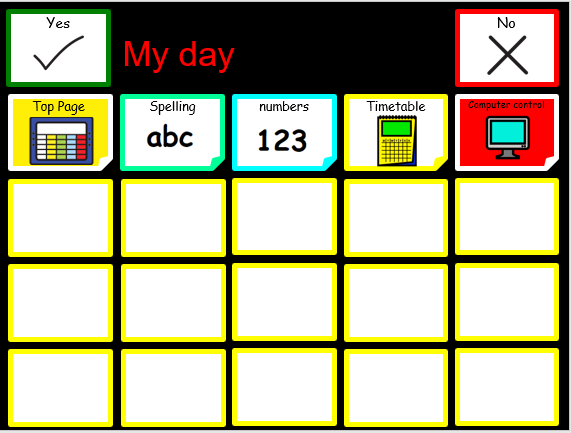 Yes
My day
No
Top Page
Spelling
numbers
Timetable
Computer control
abc
123